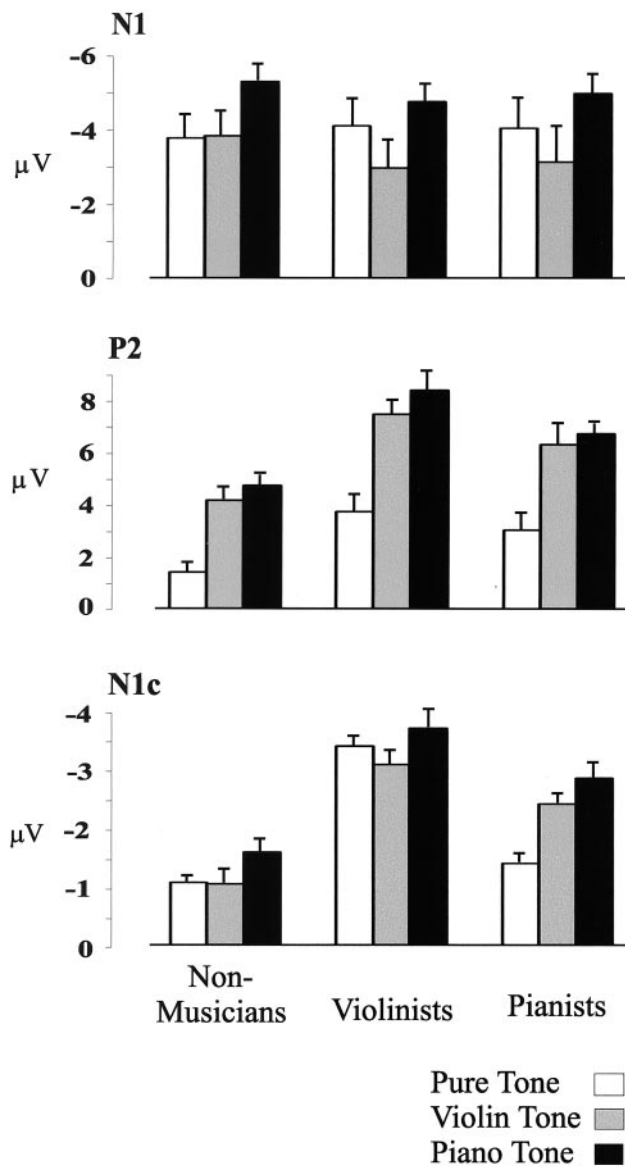 N1
-6
-4
μV
-2
0
P2
8
6
μV
4
2
0
N1c
-4
-3
-2
μV
-1
0
Non-
Musicians
Violinists
Pianists
Pure Tone
Violin Tone
Piano Tone